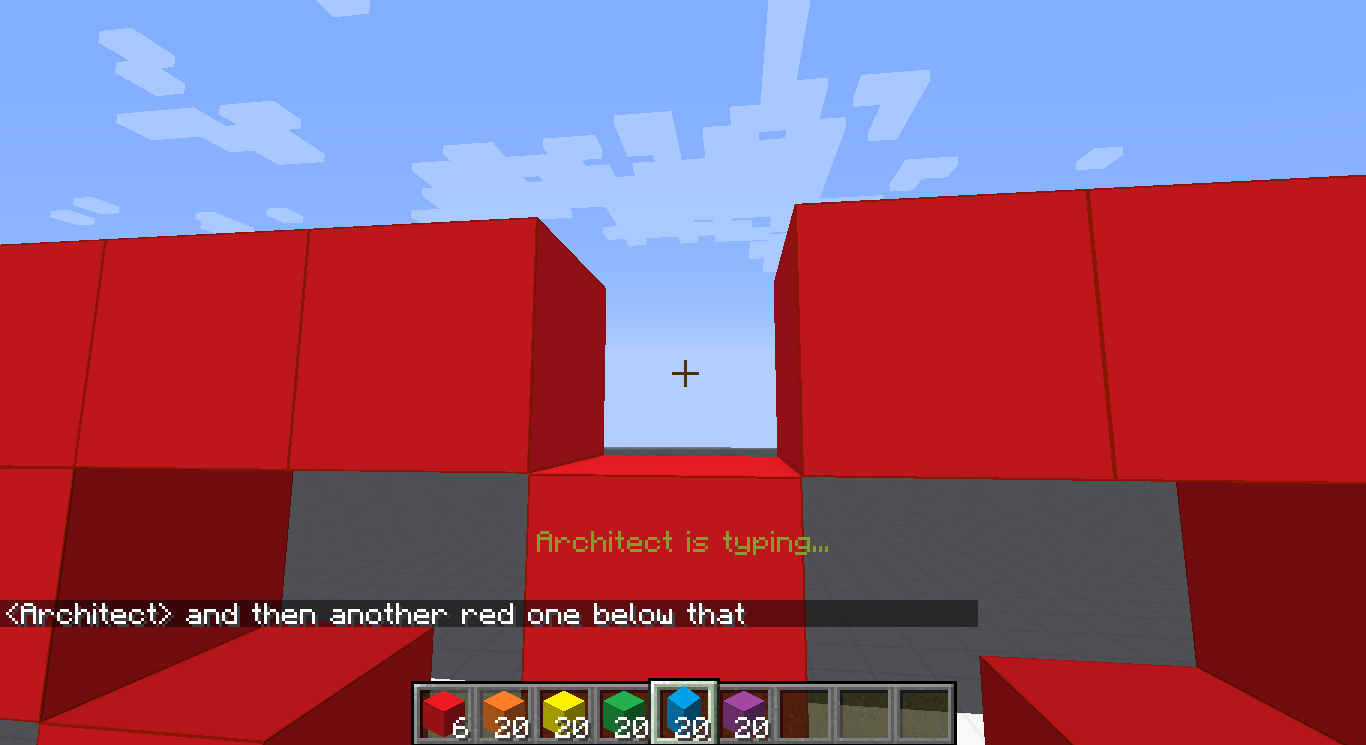 Architect is typing...
<Architect> and then another red one below that
6 20 20 20 20 20